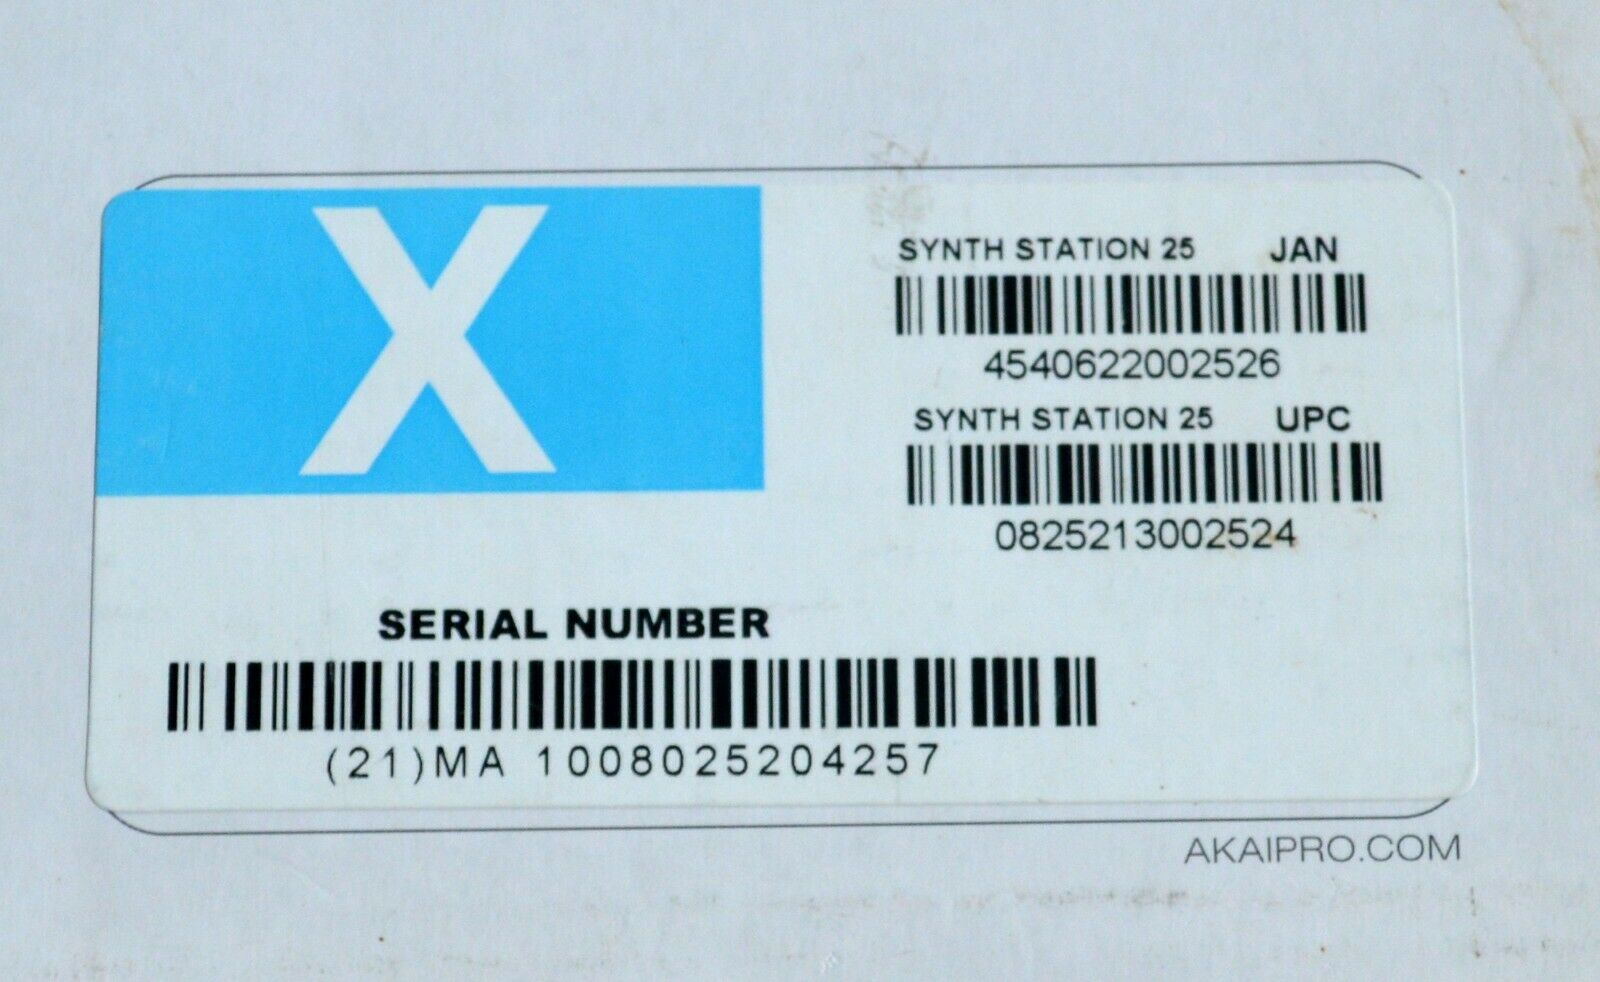 X
SYNTH STATION 25 JAN
4540622002526
SYNTH STATION 25 UPC
0825213002524
SERIAL NUMBER
(21)MA 1008025204257
AKAIPRO.COM